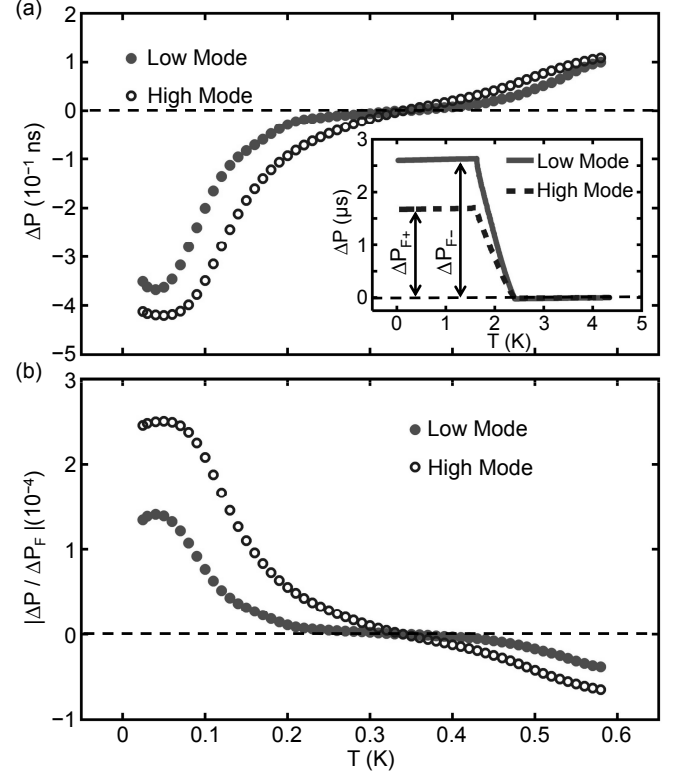 (a)
2
1
0
−1
−2
−3
−4
−5
ΔP (10⁻¹ ns)
Low Mode
High Mode
3
2
1
0
ΔP (μs)
Low Mode
High Mode
ΔP_F+
ΔP_F−
0 1 2 3 4 5
T (K)
(b)
3
2
1
0
−1
|ΔP / ΔP_F |(10⁻⁴)
Low Mode
High Mode
0 0.1 0.2 0.3 0.4 0.5 0.6
T (K)